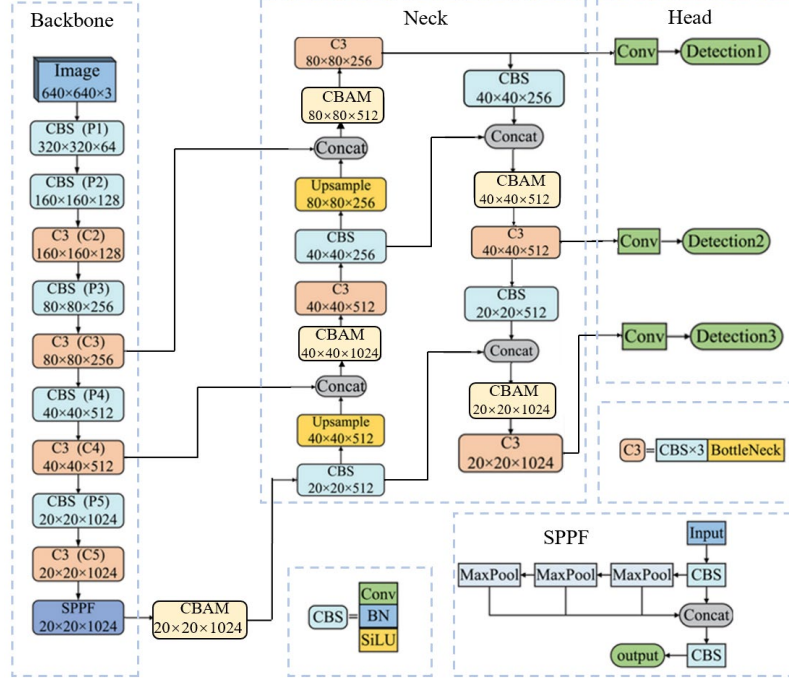 Backbone
Image
640×640×3
CBS (P1)
320×320×64
CBS (P2)
160×160×128
C3 (C2)
160×160×128
CBS (P3)
80×80×256
C3 (C3)
80×80×256
CBS (P4)
40×40×512
C3 (C4)
40×40×512
CBS (P5)
20×20×1024
C3 (C5)
20×20×1024
SPPF
20×20×1024
CBAM
20×20×1024
Neck
C3
80×80×256
CBAM
80×80×512
Concat
Upsample
80×80×256
CBS
40×40×256
C3
40×40×512
CBAM
40×40×1024
Concat
Upsample
40×40×512
CBS
20×20×512
CBS
40×40×256
Concat
CBAM
40×40×512
C3
40×40×512
CBS
20×20×512
Concat
CBAM
20×20×1024
C3
20×20×1024
Head
Conv
Detection1
Conv
Detection2
Conv
Detection3
C3 = CBS×3 BottleNeck
CBS =
Conv
BN
SiLU
SPPF
Input
MaxPool
MaxPool
MaxPool
CBS
Concat
output
CBS